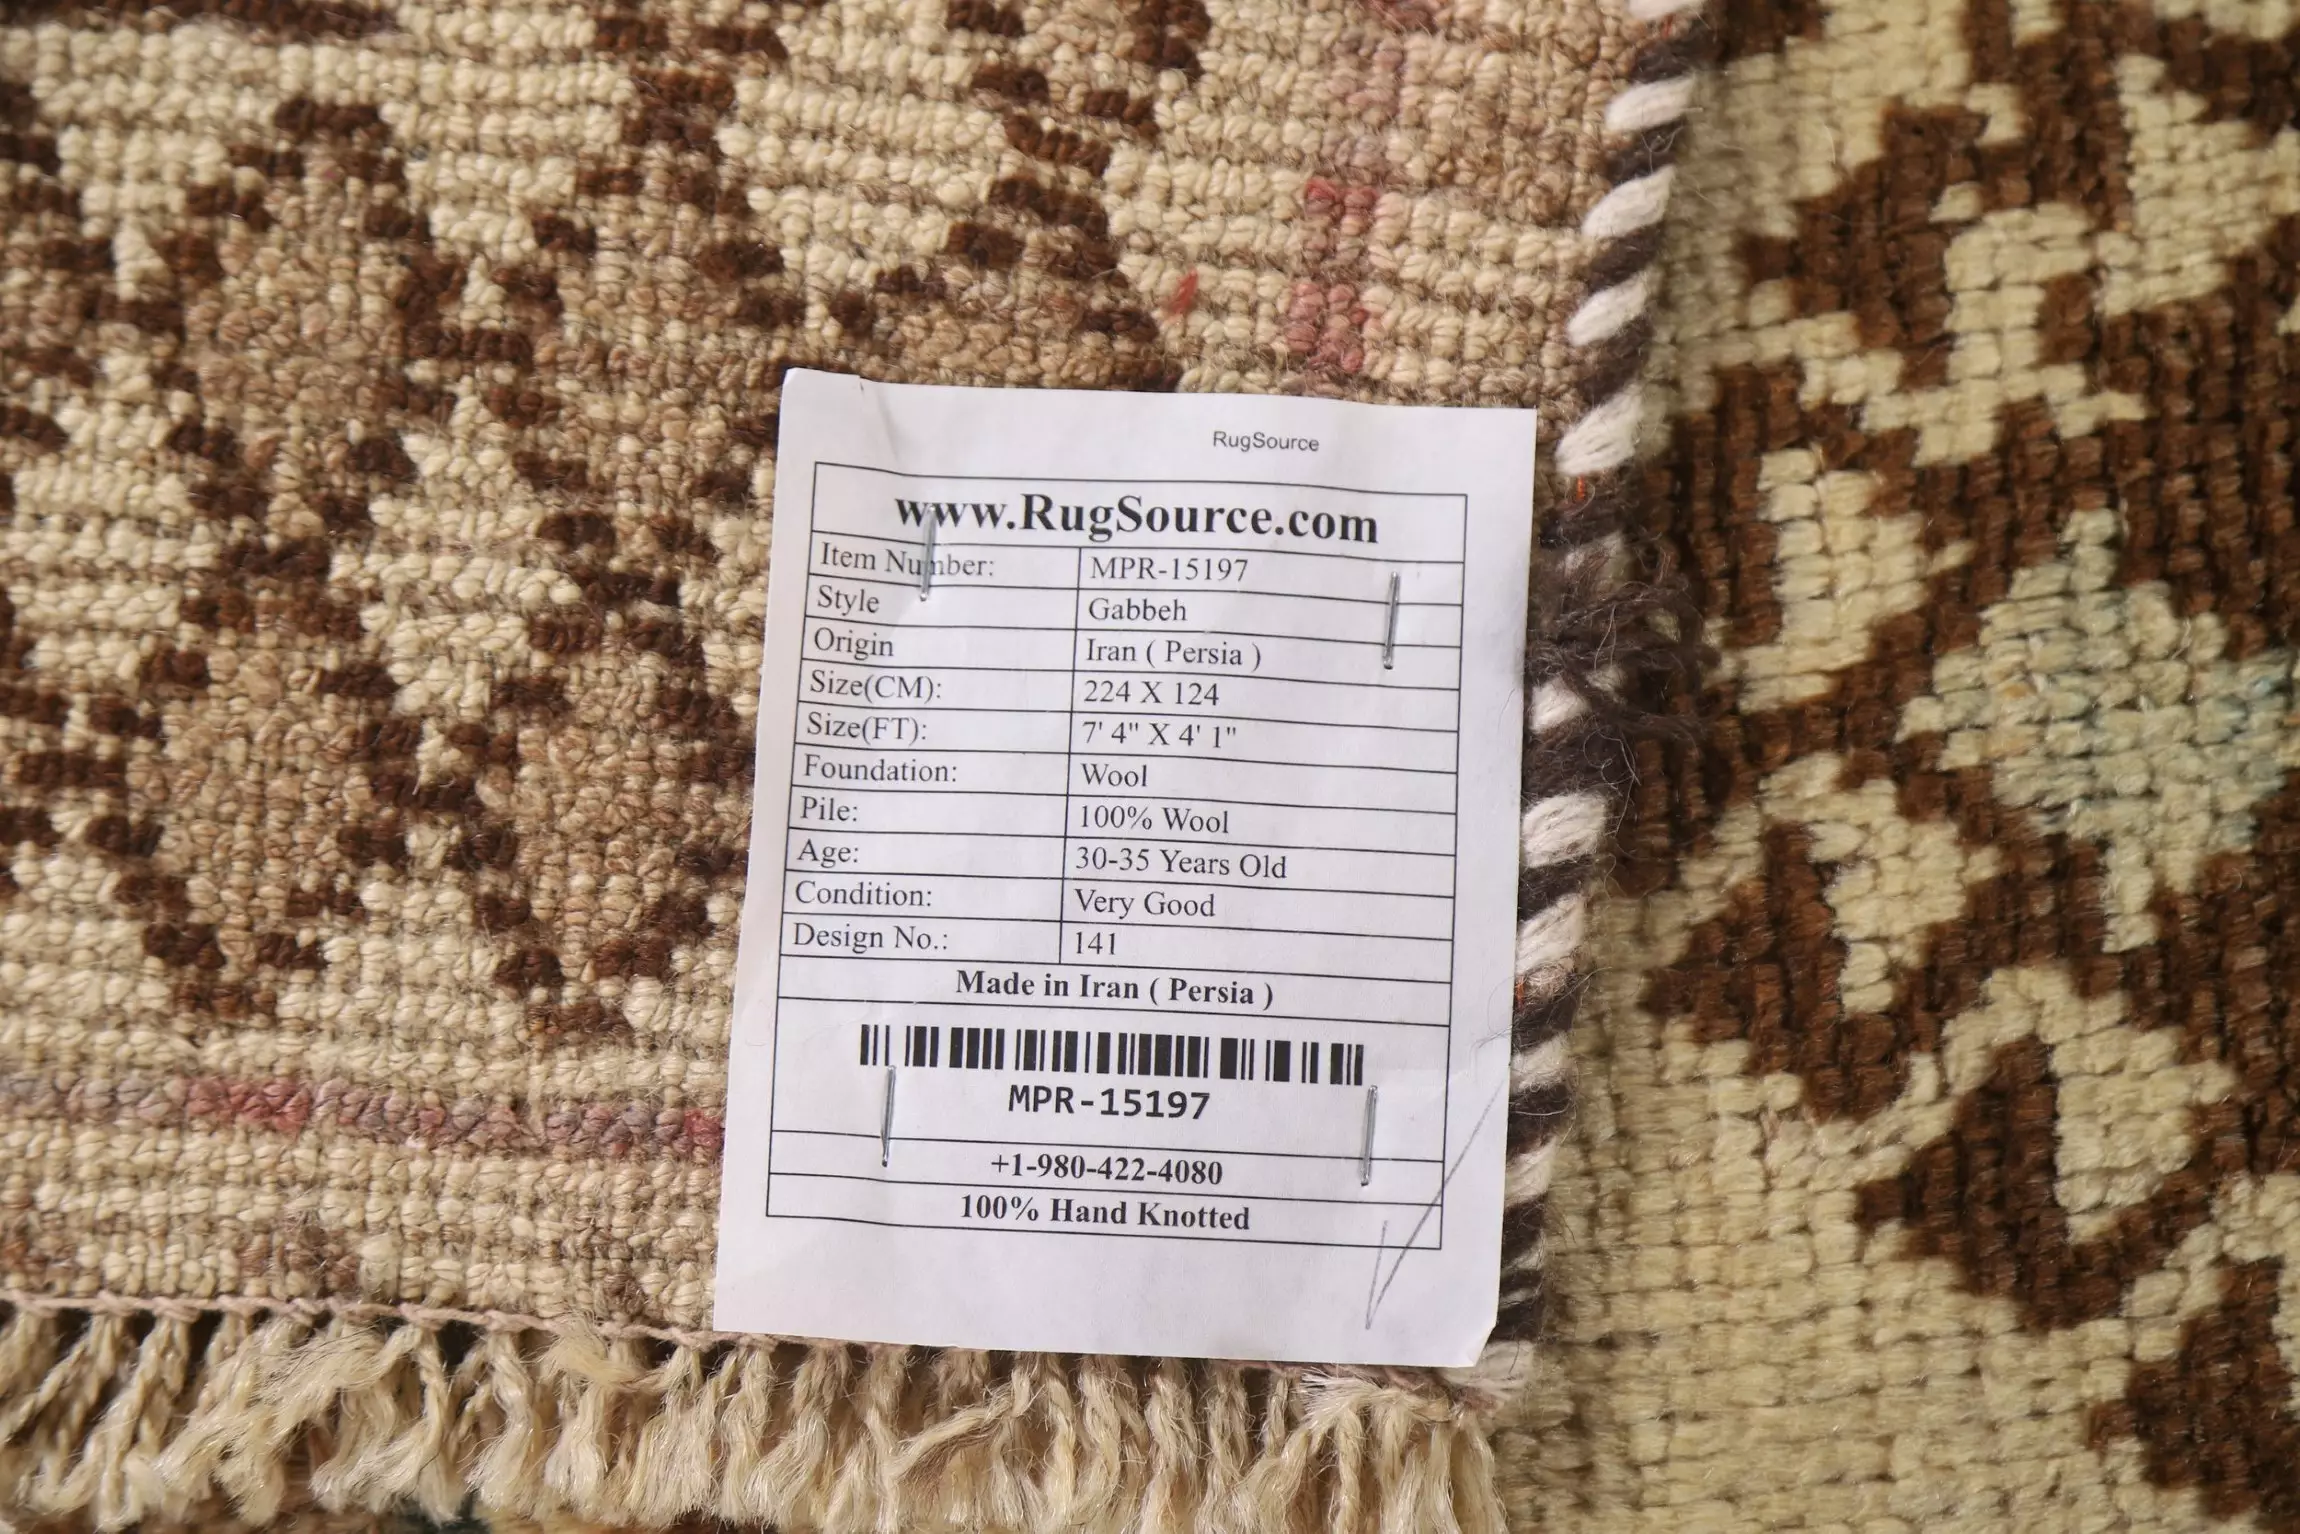 RugSource
www.RugSource.com
Item Number: MPR-15197
Style Gabbeh
Origin Iran ( Persia )
Size(CM): 224 X 124
Size(FT): 7' 4" X 4' 1"
Foundation: Wool
Pile: 100% Wool
Age: 30-35 Years Old
Condition: Very Good
Design No.: 141
Made in Iran ( Persia )
MPR-15197
+1-980-422-4080
100% Hand Knotted